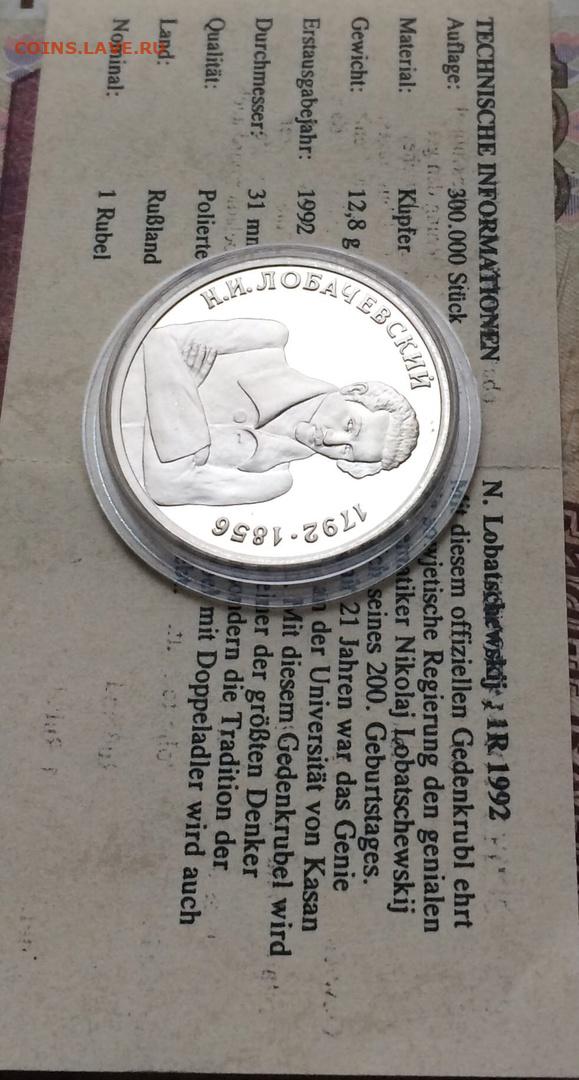 COINS.LAVE.RU
TECHNISCHE INFORMATIONEN
Auflage: 300.000 Stück
Material: Kupfer
Gewicht: 12,8 g
Erstausgabejahr: 1992
Durchmesser: 31 mm
Qualität: Polierte
Land: Rußland
Nominal: 1 Rubel
N. Lobatschewskij, 1R 1992
diesem offiziellen Gedenkrubl ehrt
Regierung den genialen
Nikolaj Lobatschewskij
seines 200. Geburtstages.
21 Jahren war das Genie
der Universität von Kasan
Mit diesem Gedenkrubel wird
einer der größten Denker
die Tradition der
mit Doppeladler wird auch
Н.И.ЛОБАЧЕВСКИЙ
1792·1856